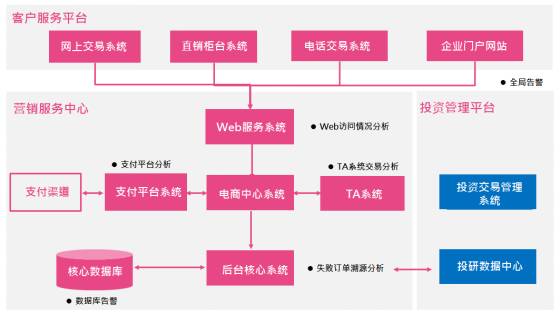 客户服务平台
网上交易系统
直销柜台系统
电话交易系统
企业门户网站
● 全局告警
营销服务中心
投资管理平台
Web服务系统
● Web访问情况分析
● 支付平台分析
● TA系统交易分析
支付渠道
支付平台系统
电商中心系统
TA系统
投资交易管理
系统
核心数据库
后台核心系统
● 失败订单溯源分析
投研数据中心
● 数据库告警